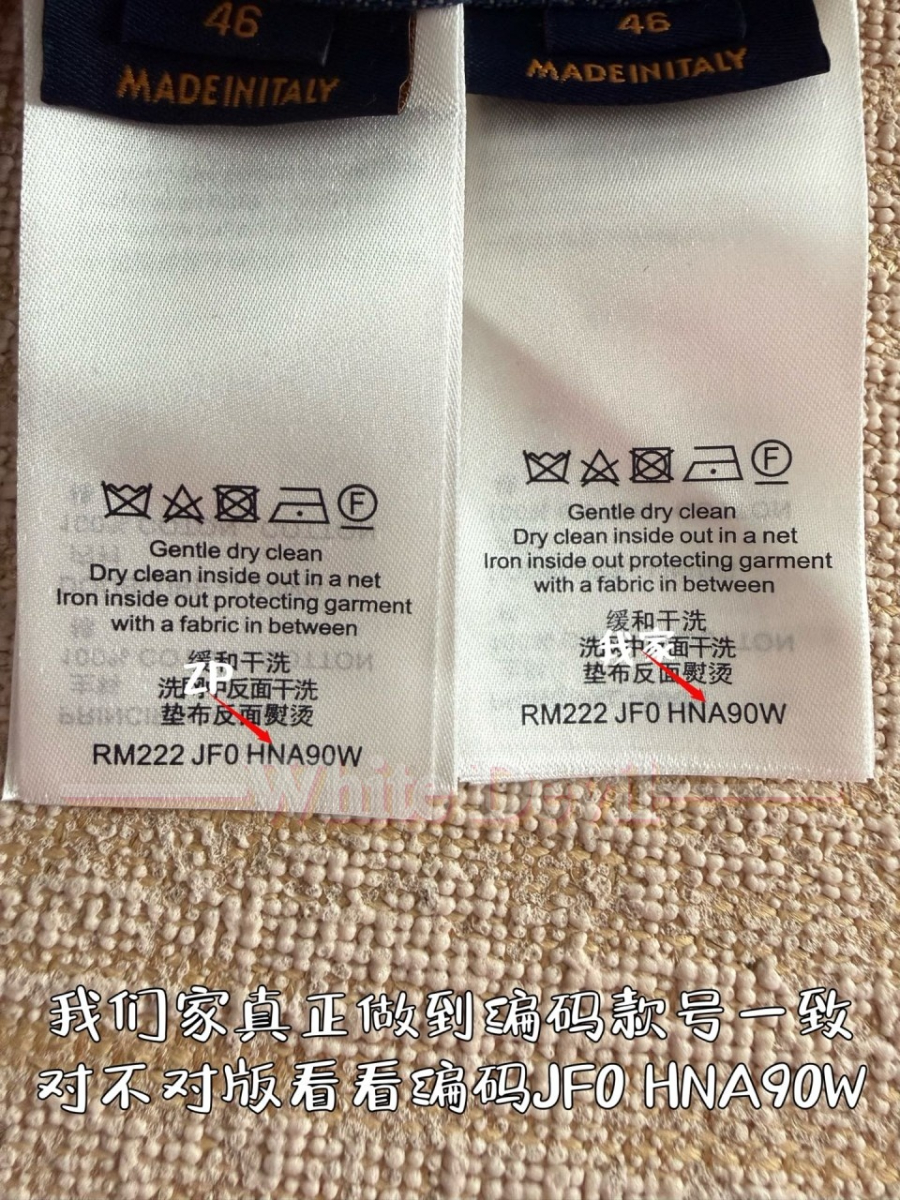 46
MADEINITALY
F
Gentle dry clean
Dry clean inside out in a net
Iron inside out protecting garment
with a fabric in between
缓和干洗
洗网中反面干洗
垫布反面熨烫
ZP
RM222 JF0 HNA90W
46
MADEINITALY
F
Gentle dry clean
Dry clean inside out in a net
Iron inside out protecting garment
with a fabric in between
缓和干洗
洗网中反面干洗
垫布反面熨烫
我家
RM222 JF0 HNA90W
White Devil
我们家真正做到编码款号一致
对不对版看看编码JF0 HNA90W